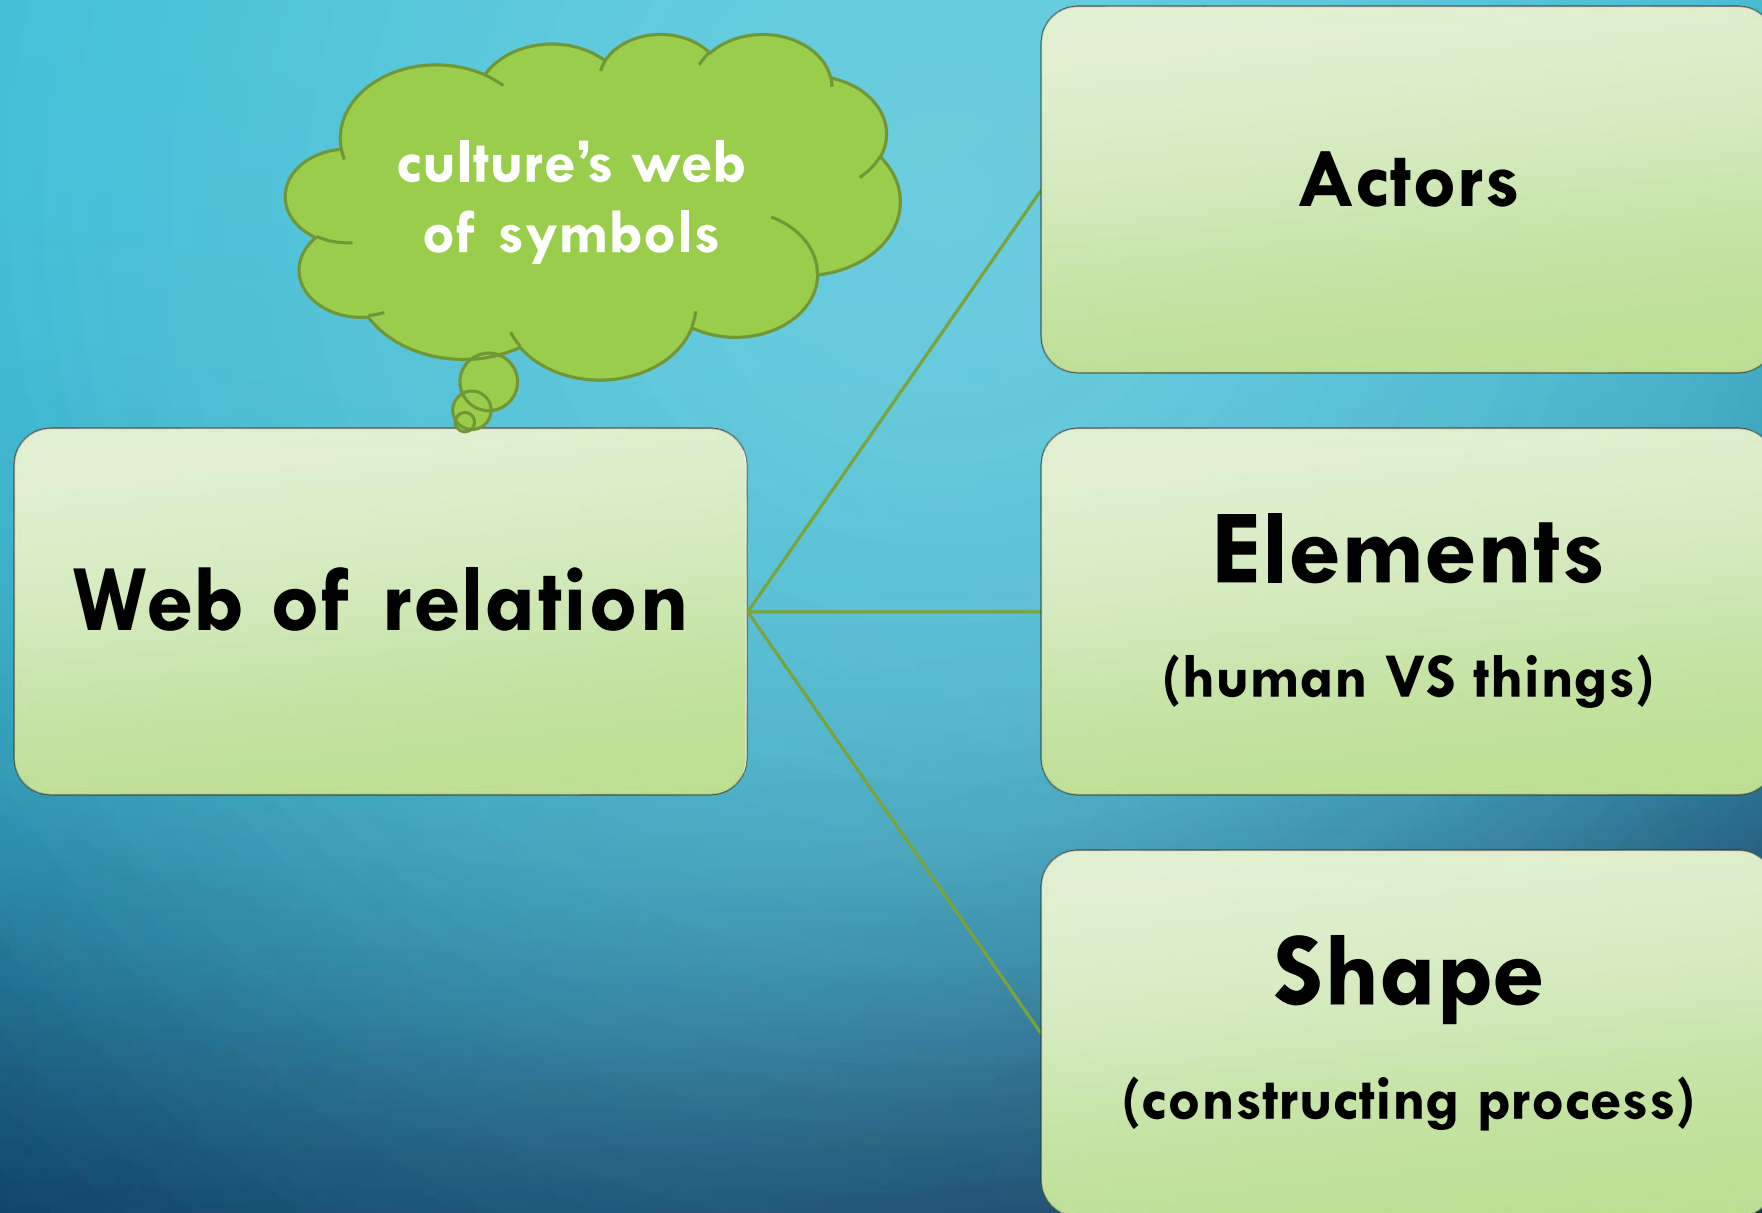 culture’s web
of symbols
Web of relation
Actors
Elements
(human VS things)
Shape
(constructing process)